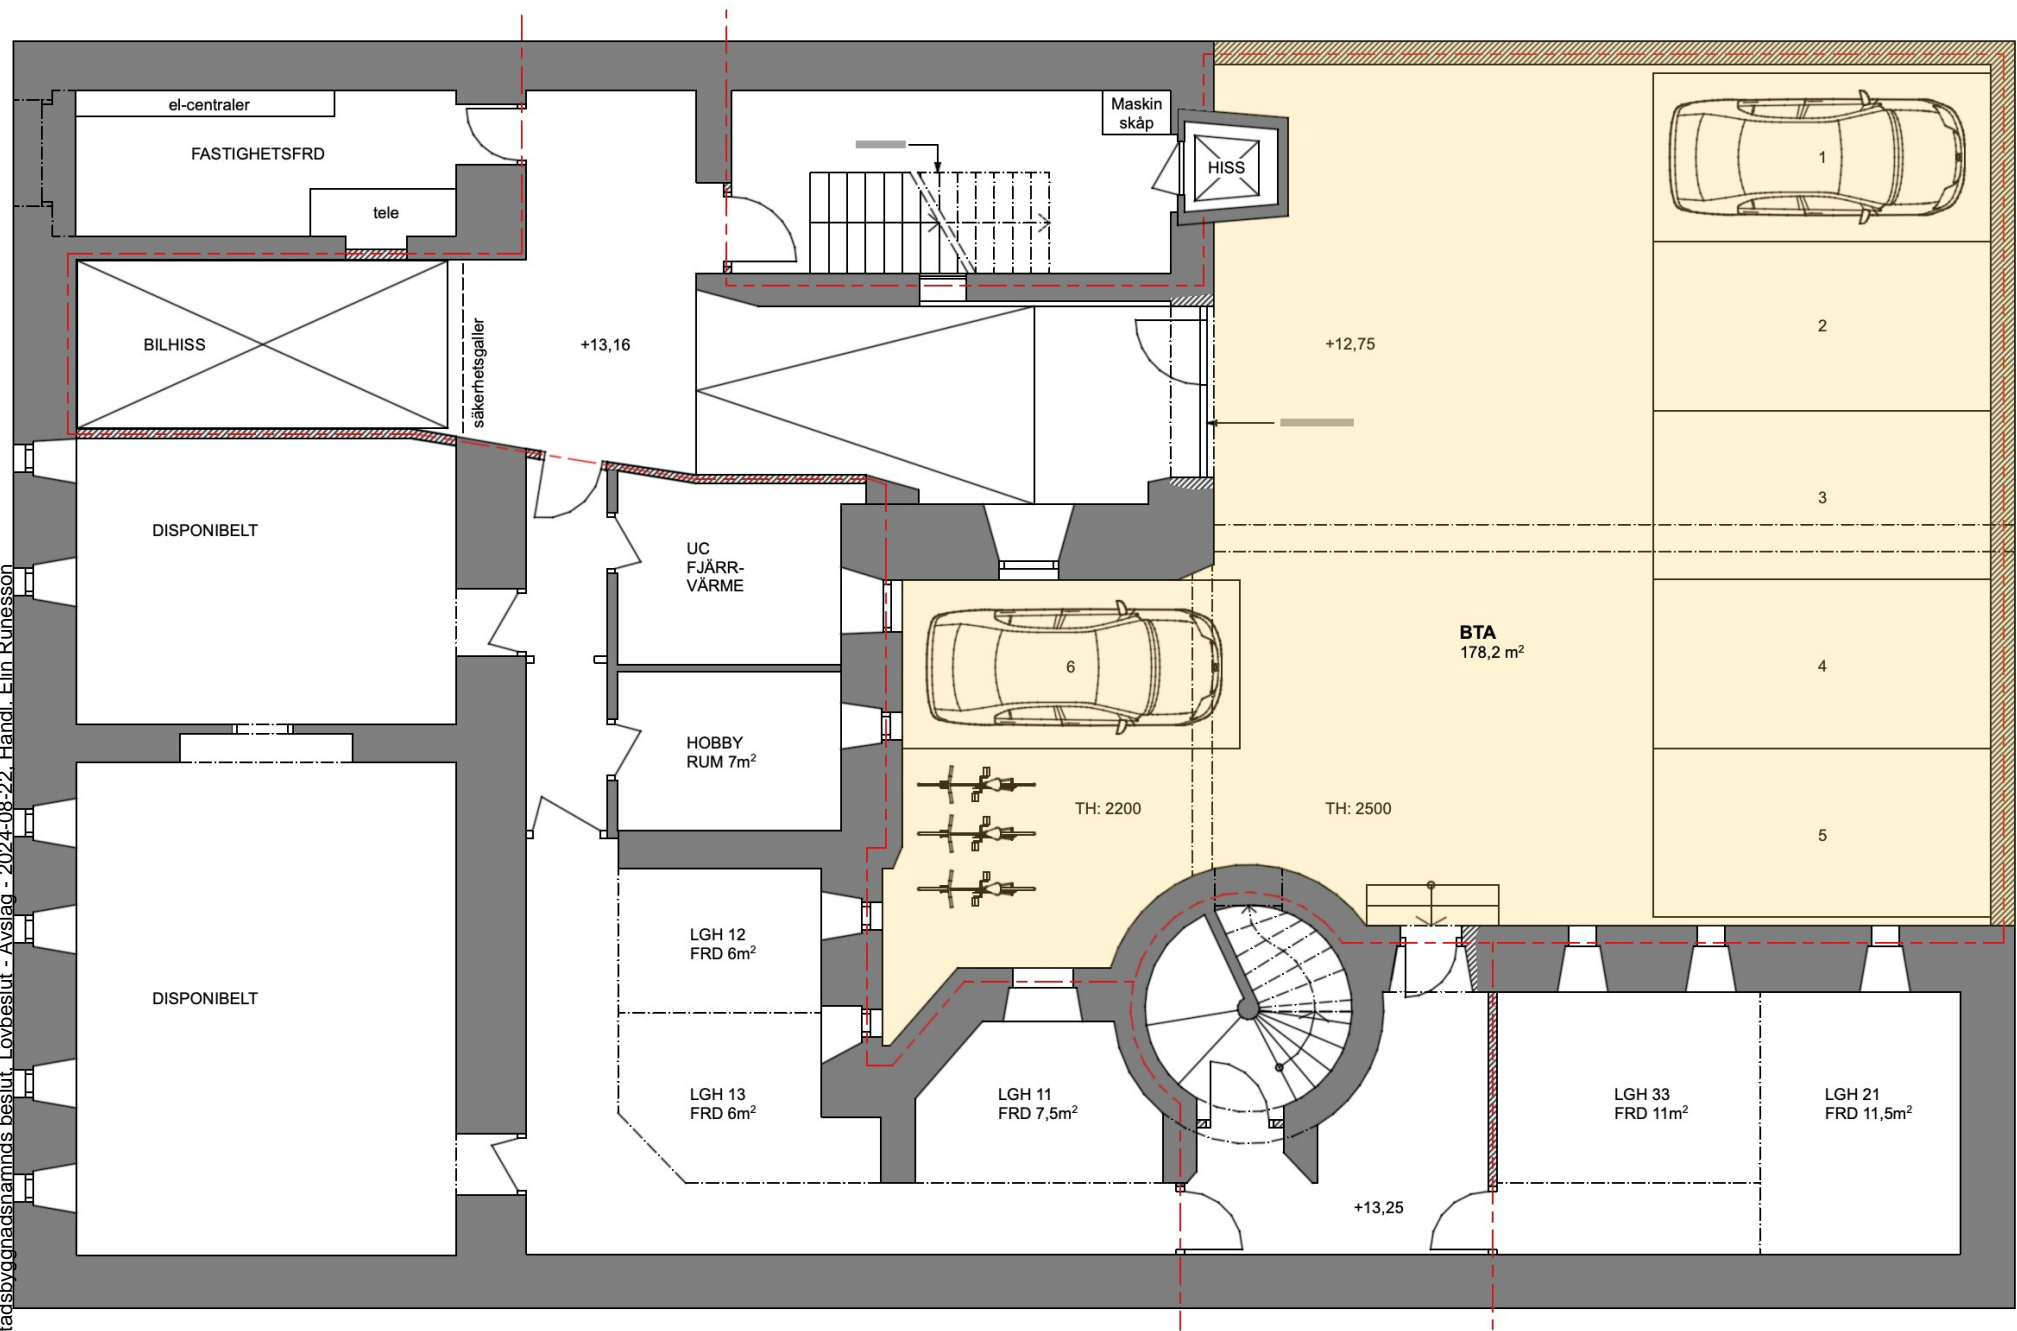 el-centraler
FASTIGHETSFRD
tele
Maskin
skåp
HISS
1
2
3
4
5
BILHISS
säkerhetsgaller
+13,16
+12,75
DISPONIBELT
UC
FJÄRR-
VÄRME
6
BTA
178,2 m²
HOBBY
RUM 7m²
TH: 2200
TH: 2500
LGH 12
FRD 6m²
DISPONIBELT
LGH 13
FRD 6m²
LGH 11
FRD 7,5m²
LGH 33
FRD 11m²
LGH 21
FRD 11,5m²
+13,25
tadsbyggnadsnämnds beslut, Lovbeslut - Avslag - 2024-08-22, Handl. Elin Runesson